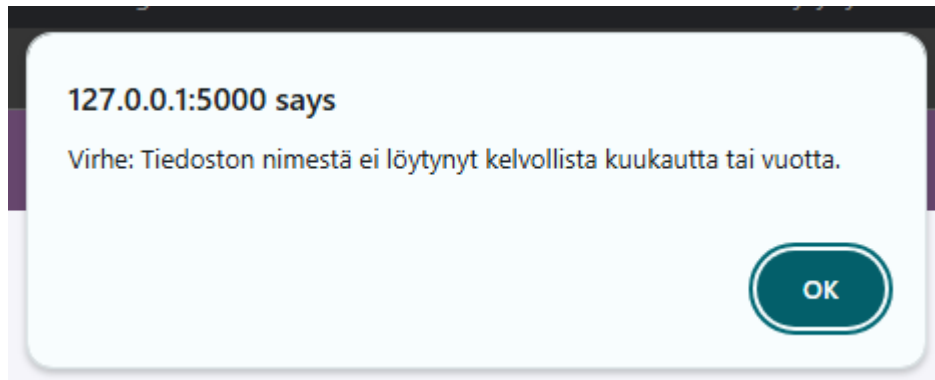 127.0.0.1:5000 says
Virhe: Tiedoston nimestä ei löytynyt kelvollista kuukautta tai vuotta.
OK